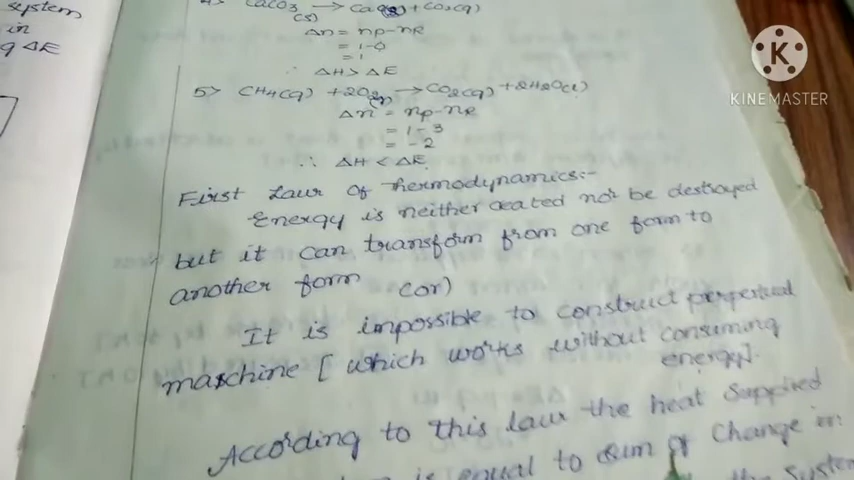 system
in
ΔE
CaCO3 (s) → CaO(s) + CO2(g)
Δn = np-nR
= 1-0
= 1
∴ ΔH > ΔE
5> CH4(g) + 2O2(g) → CO2(g) + 2H2O(l)
Δn = np-nR
= 1-3
= -2
∴ ΔH < ΔE
First Law Of Thermodynamics:-
Energy is neither ceated not be destroyed
but it can transform from one form to
another form (or)
It is impossible to construct perpetual
maschine [ which works without consuming
energy].
According to this law the heat Supplied
is equal to sum of Change in
the System
K
KINEMASTER